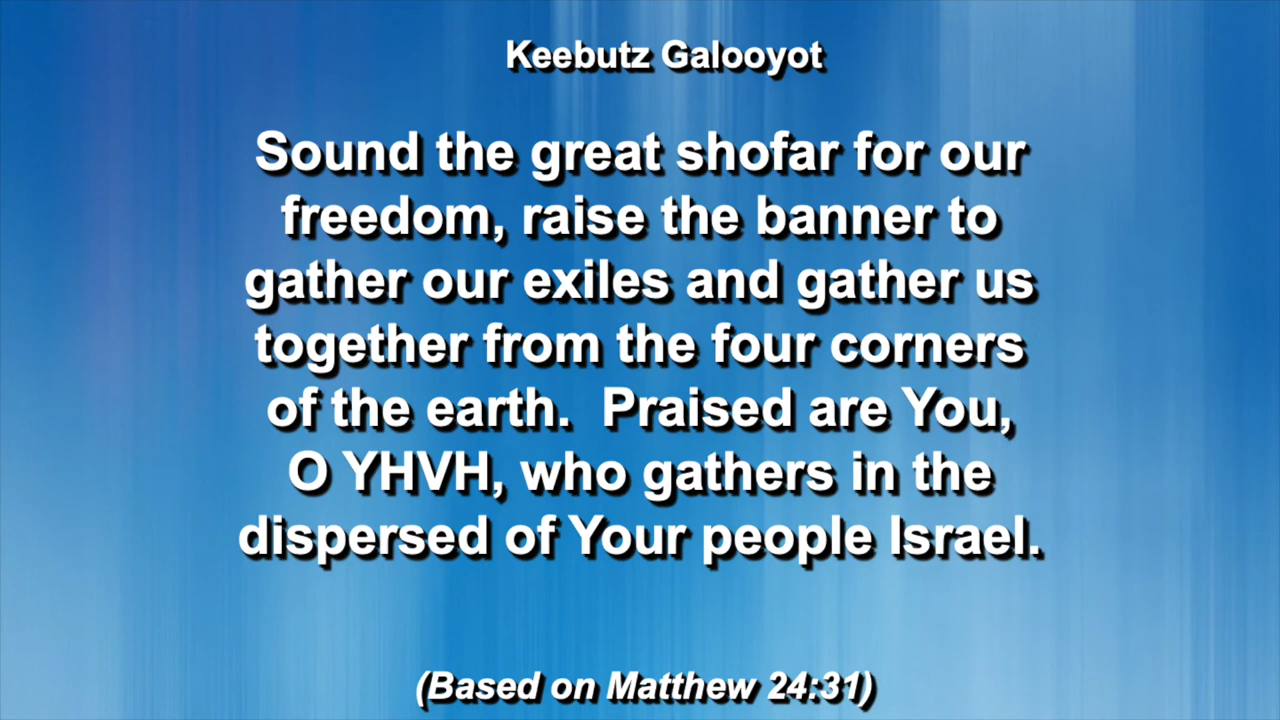 Keebutz Galooyot
Sound the great shofar for our
freedom, raise the banner to
gather our exiles and gather us
together from the four corners
of the earth.  Praised are You,
O YHVH, who gathers in the
dispersed of Your people Israel.
(Based on Matthew 24:31)